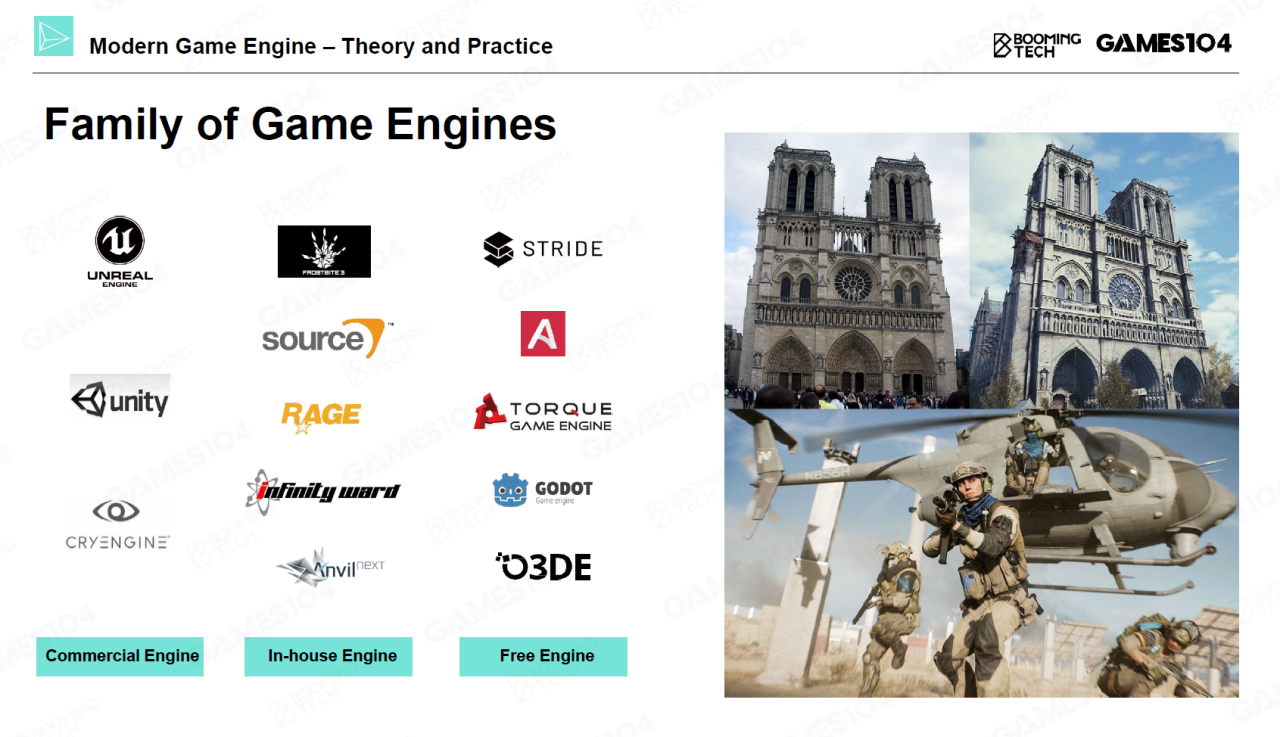 Modern Game Engine – Theory and Practice
BOOMING
TECH
GAMES104
Family of Game Engines
UNREAL
ENGINE
unity
CRYENGINE®
FROSTBITE 3
source™
RAGE
infinity ward
Anvil NEXT
STRIDE
TORQUE
GAME ENGINE
GODOT
Game engine
O3DE
Commercial Engine
In-house Engine
Free Engine